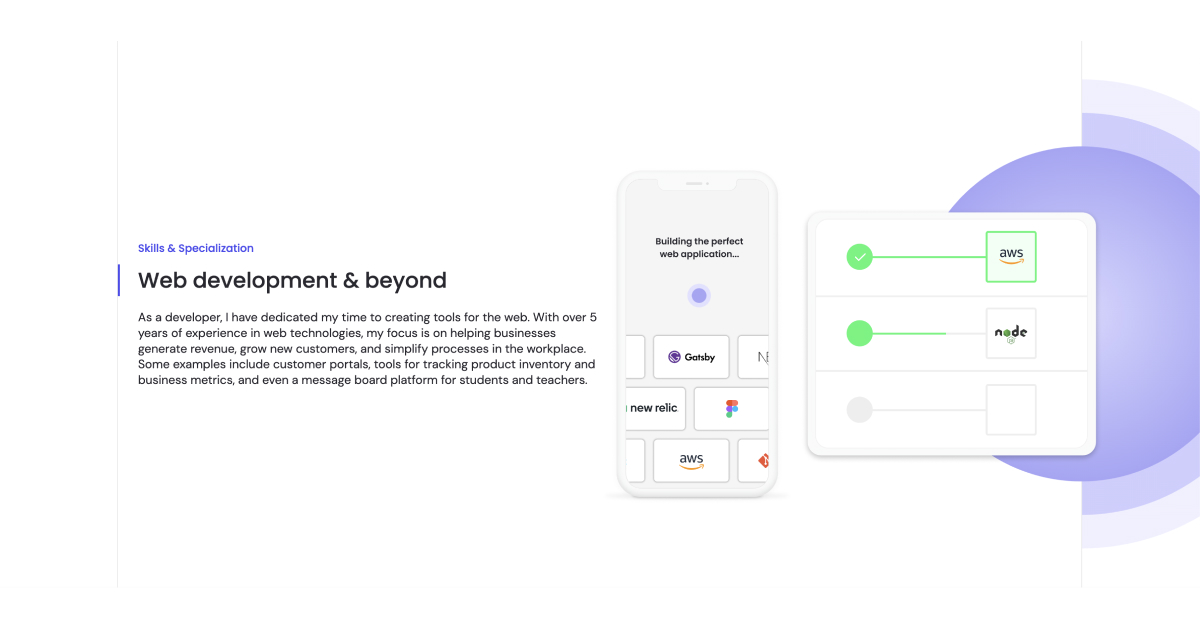 Skills & Specialization
Web development & beyond
As a developer, I have dedicated my time to creating tools for the web. With over 5
years of experience in web technologies, my focus is on helping businesses
generate revenue, grow new customers, and simplify processes in the workplace.
Some examples include customer portals, tools for tracking product inventory and
business metrics, and even a message board platform for students and teachers.
Building the perfect
web application...
Gatsby
new relic
aws
aws
node